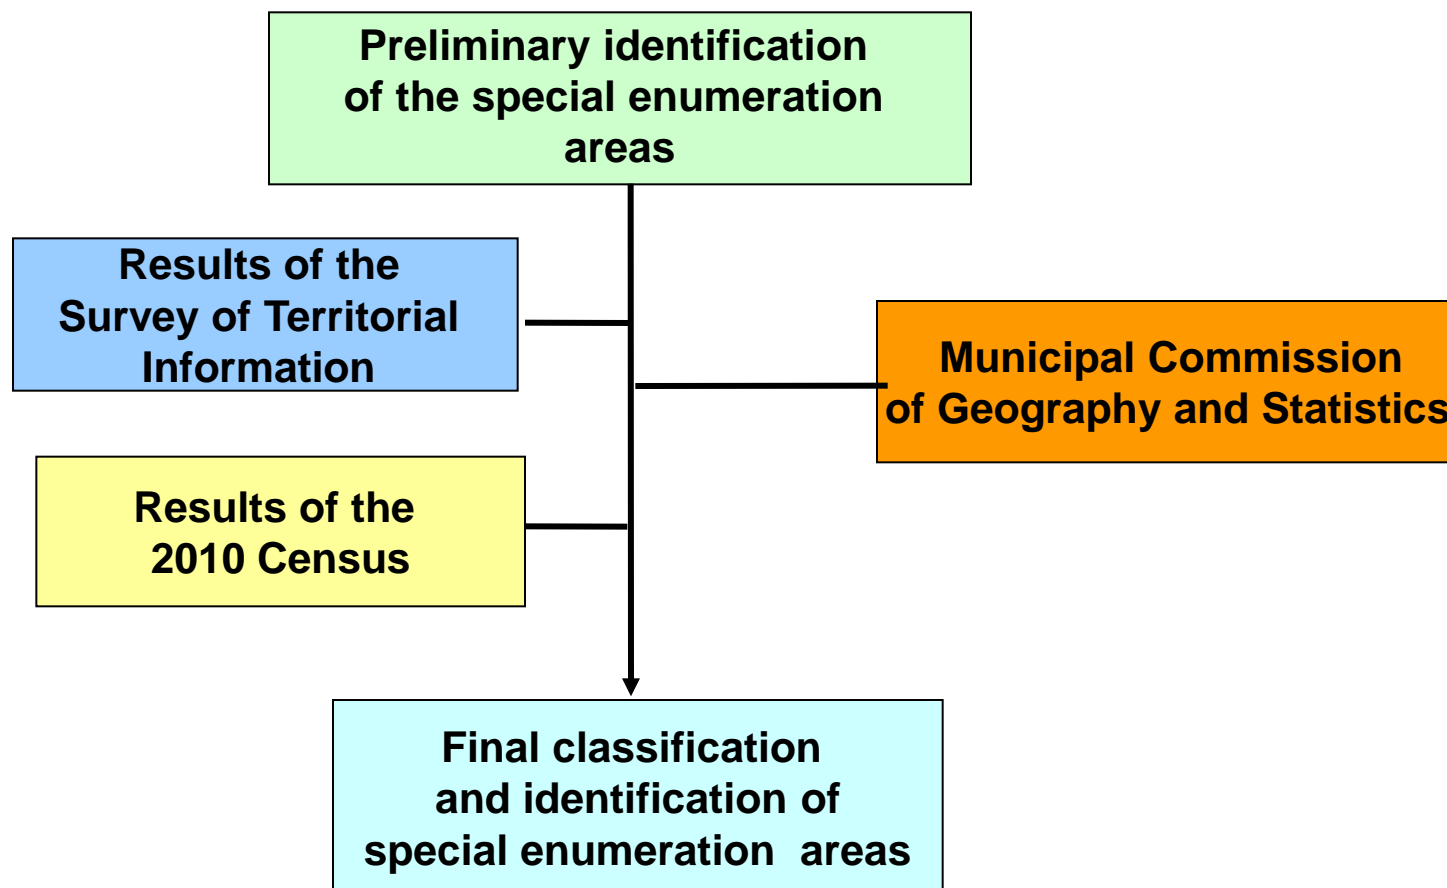 Preliminary identification
of the special enumeration
areas
Results of the
Survey of Territorial
Information
Municipal Commission
of Geography and Statistics
Results of the
2010 Census
Final classification
and identification of
special enumeration areas